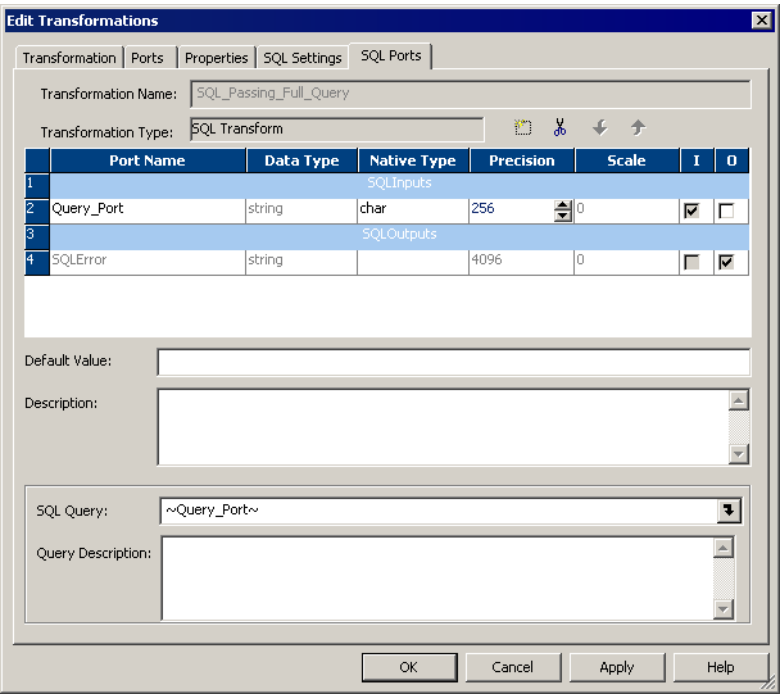 Edit Transformations
Transformation Ports Properties SQL Settings SQL Ports
Transformation Name: SQL_Passing_Full_Query
Transformation Type: SQL Transform
Port Name Data Type Native Type Precision Scale I O
1 SQLInputs
2 Query_Port string char 256 0
3 SQLOutputs
4 SQLError string 4096 0
Default Value:
Description:
SQL Query: ~Query_Port~
Query Description:
OK Cancel Apply Help